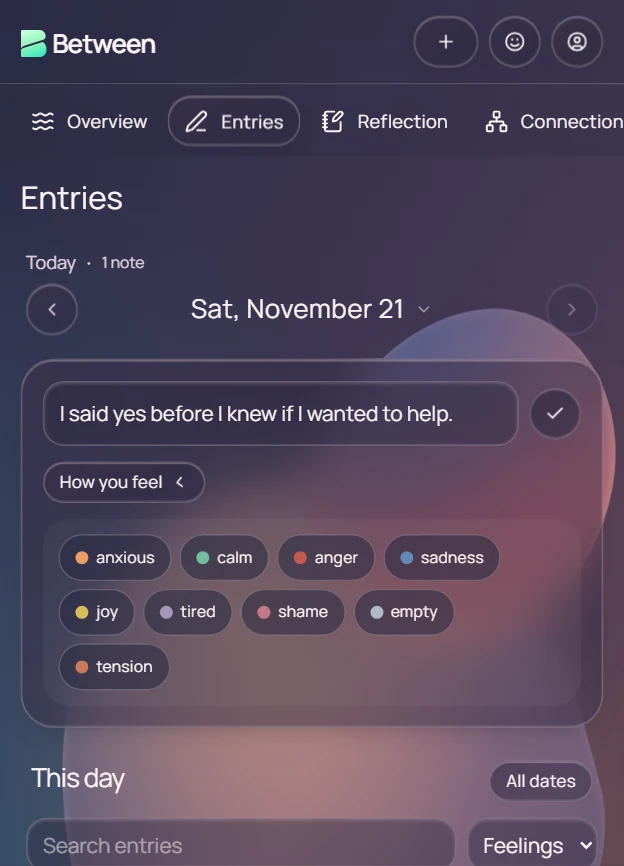 Between
Overview Entries Reflection Connection
Entries
Today · 1 note
Sat, November 21
I said yes before I knew if I wanted to help.
How you feel
anxious calm anger sadness
joy tired shame empty
tension
This day All dates
Search entries Feelings